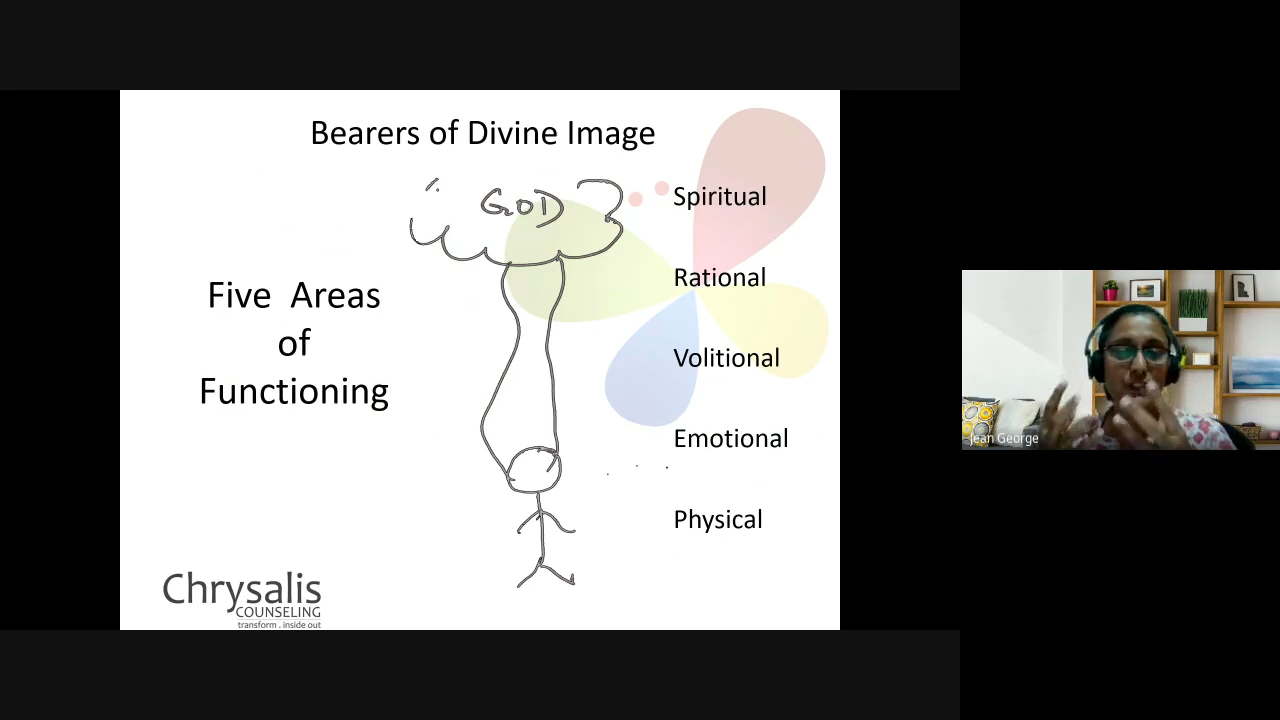 Bearers of Divine Image
GOD
Spiritual
Rational
Five Areas
of
Functioning
Volitional
Emotional
Physical
Chrysalis
COUNSELING
transform . inside out
Jean George